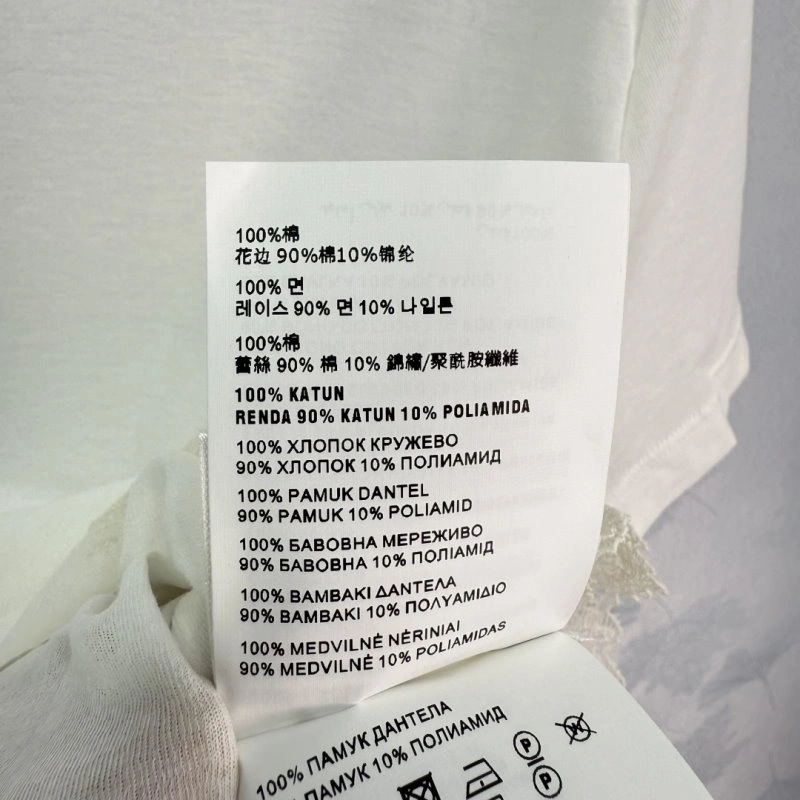 100%棉
花边 90%棉10%锦纶
100% 면
레이스 90% 면 10% 나일론
100%棉
蕾絲 90% 棉 10% 錦繡/聚酰胺纖維
100% KATUN
RENDA 90% KATUN 10% POLIAMIDA
100% ХЛОПОК КРУЖЕВО
90% ХЛОПОК 10% ПОЛИАМИД
100% PAMUK DANTEL
90% PAMUK 10% POLIAMID
100% БАВОВНА МЕРЕЖИВО
90% БАВОВНА 10% ПОЛІАМІД
100% ΒΑΜΒΑΚΙ ΔΑΝΤΕΛΑ
90% ΒΑΜΒΑΚΙ 10% ΠΟΛΥΑΜΙΔΙΟ
100% MEDVILNĖ NĖRINIAI
90% MEDVILNĖ 10% POLIAMIDAS
100% ПАМУК ДАНТЕЛА
ПАМУК 10% ПОЛИАМИД
P
P